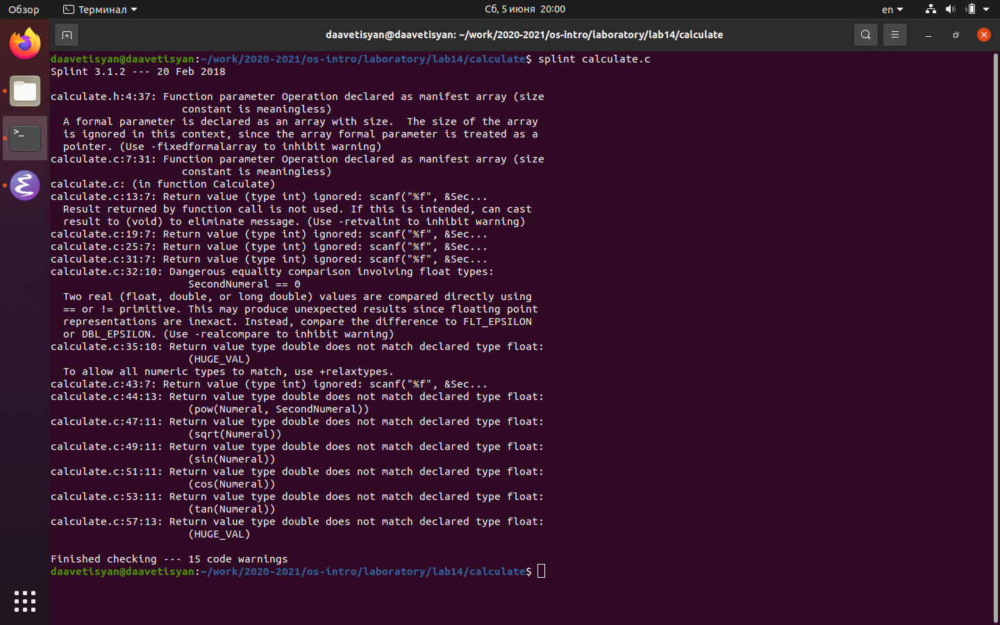 Обзор
Терминал
Сб, 5 июня 20:00
en
daavetisyan@daavetisyan: ~/work/2020-2021/os-intro/laboratory/lab14/calculate
daavetisyan@daavetisyan:~/work/2020-2021/os-intro/laboratory/lab14/calculate$ splint calculate.c
Splint 3.1.2 --- 20 Feb 2018
calculate.h:4:37: Function parameter Operation declared as manifest array (size
constant is meaningless)
A formal parameter is declared as an array with size.  The size of the array
is ignored in this context, since the array formal parameter is treated as a
pointer. (Use -fixedformalarray to inhibit warning)
calculate.c:7:31: Function parameter Operation declared as manifest array (size
constant is meaningless)
calculate.c: (in function Calculate)
calculate.c:13:7: Return value (type int) ignored: scanf("%f", &Sec...
Result returned by function call is not used. If this is intended, can cast
result to (void) to eliminate message. (Use -retvalint to inhibit warning)
calculate.c:19:7: Return value (type int) ignored: scanf("%f", &Sec...
calculate.c:25:7: Return value (type int) ignored: scanf("%f", &Sec...
calculate.c:31:7: Return value (type int) ignored: scanf("%f", &Sec...
calculate.c:32:10: Dangerous equality comparison involving float types:
SecondNumeral == 0
Two real (float, double, or long double) values are compared directly using
== or != primitive. This may produce unexpected results since floating point
representations are inexact. Instead, compare the difference to FLT_EPSILON
or DBL_EPSILON. (Use -realcompare to inhibit warning)
calculate.c:35:10: Return value type double does not match declared type float:
(HUGE_VAL)
To allow all numeric types to match, use +relaxtypes.
calculate.c:43:7: Return value (type int) ignored: scanf("%f", &Sec...
calculate.c:44:13: Return value type double does not match declared type float:
(pow(Numeral, SecondNumeral))
calculate.c:47:11: Return value type double does not match declared type float:
(sqrt(Numeral))
calculate.c:49:11: Return value type double does not match declared type float:
(sin(Numeral))
calculate.c:51:11: Return value type double does not match declared type float:
(cos(Numeral))
calculate.c:53:11: Return value type double does not match declared type float:
(tan(Numeral))
calculate.c:57:13: Return value type double does not match declared type float:
(HUGE_VAL)
Finished checking --- 15 code warnings
daavetisyan@daavetisyan:~/work/2020-2021/os-intro/laboratory/lab14/calculate$